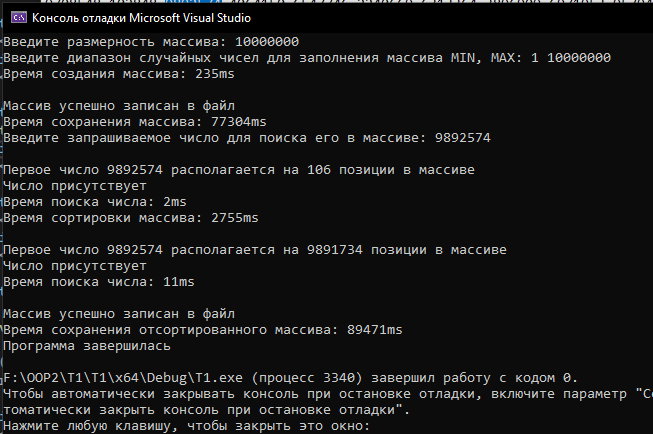 Консоль отладки Microsoft Visual Studio
Введите размерность массива: 10000000
Введите диапазон случайных чисел для заполнения массива MIN, MAX: 1 10000000
Время создания массива: 235ms
Массив успешно записан в файл
Время сохранения массива: 77304ms
Введите запрашиваемое число для поиска его в массиве: 9892574
Первое число 9892574 располагается на 106 позиции в массиве
Число присутствует
Время поиска числа: 2ms
Время сортировки массива: 2755ms
Первое число 9892574 располагается на 9891734 позиции в массиве
Число присутствует
Время поиска числа: 11ms
Массив успешно записан в файл
Время сохранения отсортированного массива: 89471ms
Программа завершилась
F:\OOP2\T1\T1\x64\Debug\T1.exe (процесс 3340) завершил работу с кодом 0.
Чтобы автоматически закрывать консоль при остановке отладки, включите параметр "Се
томатически закрыть консоль при остановке отладки".
Нажмите любую клавишу, чтобы закрыть это окно: